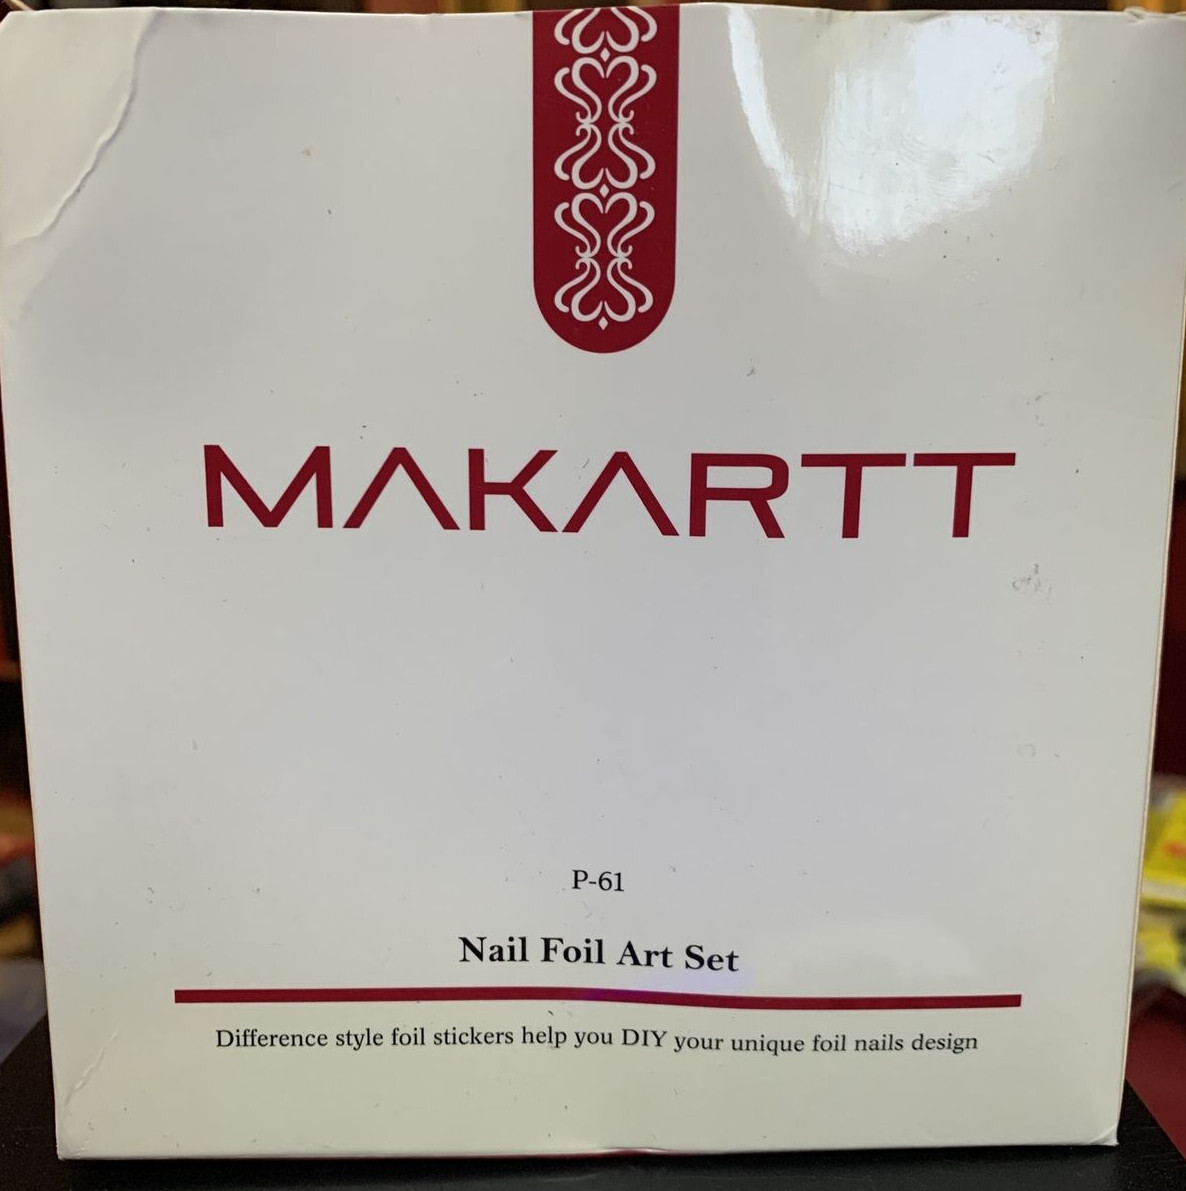 MAKARTT
P-61
Nail Foil Art Set
Difference style foil stickers help you DIY your unique foil nails design